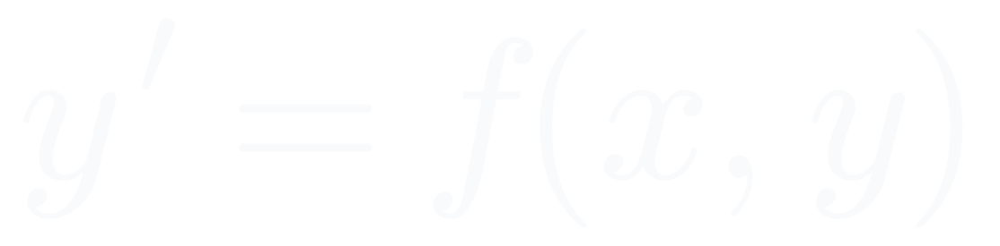 y′ = f(x, y)